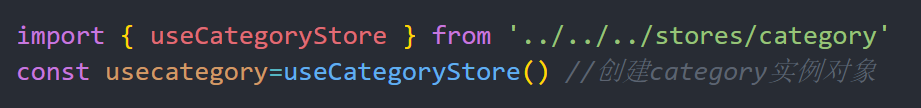 import { useCategoryStore } from '../../../stores/category'
const usecategory=useCategoryStore() //创建category实例对象